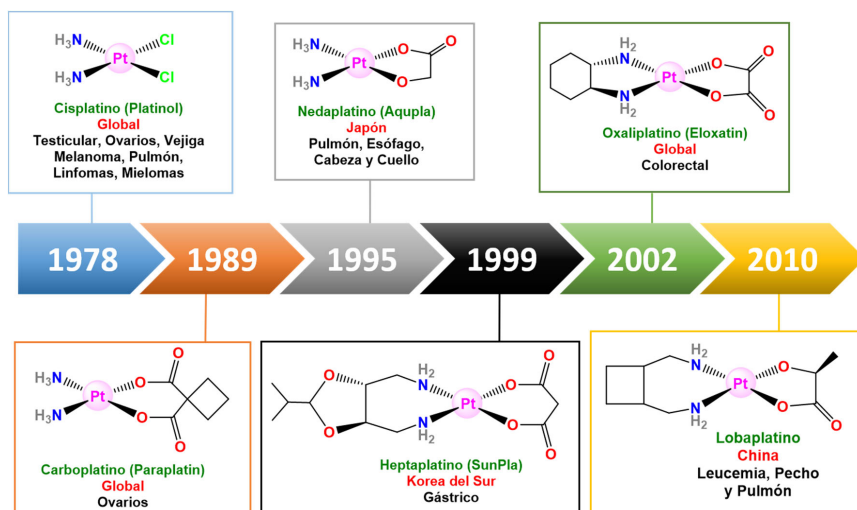 H3N Cl
Pt
H3N Cl
Cisplatino (Platinol)
Global
Testicular, Ovarios, Vejiga
Melanoma, Pulmón,
Linfomas, Mielomas
H3N O O
Pt
H3N O
Nedaplatino (Aqupla)
Japón
Pulmón, Esófago,
Cabeza y Cuello
H2
N O O
Pt
N O O
H2
Oxaliplatino (Eloxatin)
Global
Colorectal
1978 1989 1995 1999 2002 2010
O
H3N O
Pt
H3N O
O
Carboplatino (Paraplatin)
Global
Ovarios
H2
O N O O
Pt
O N O O
H2
Heptaplatino (SunPla)
Korea del Sur
Gástrico
H2
N O
Pt
N O O
H2
Lobaplatino
China
Leucemia, Pecho
y Pulmón